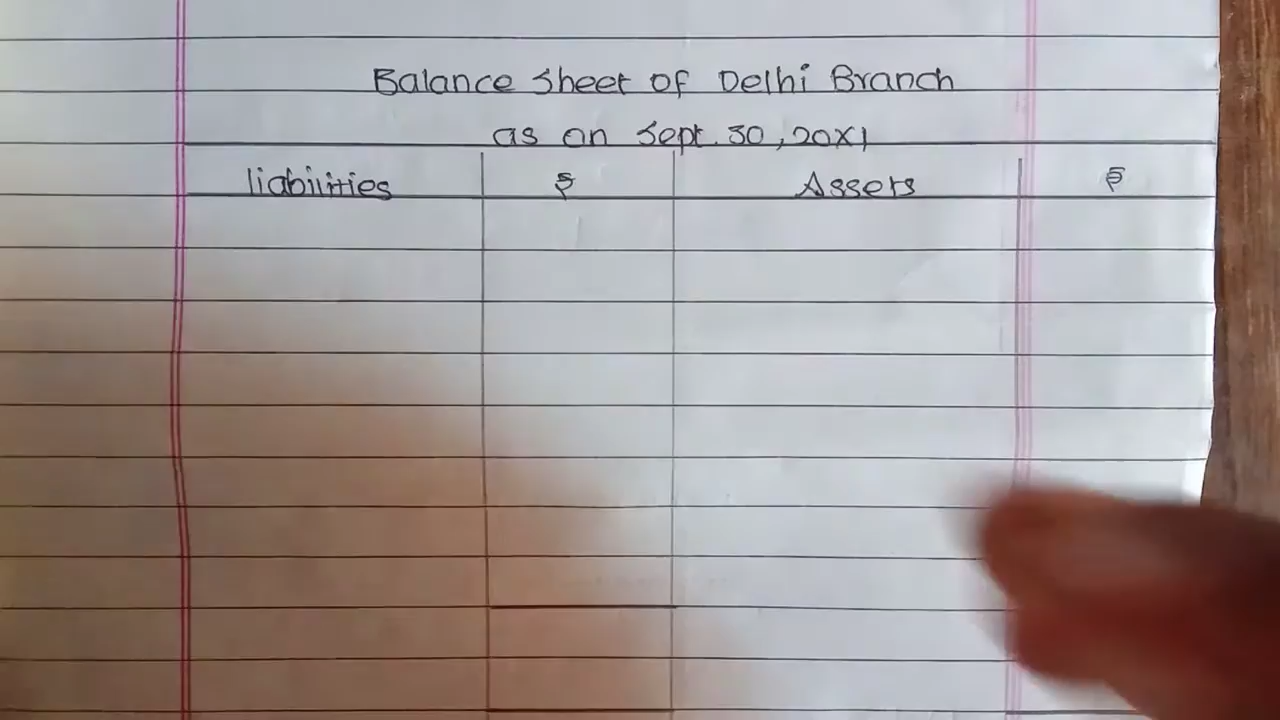 Balance Sheet of Delhi Branch
as on Sept. 30, 20X1
liabilities ₹ Assets ₹